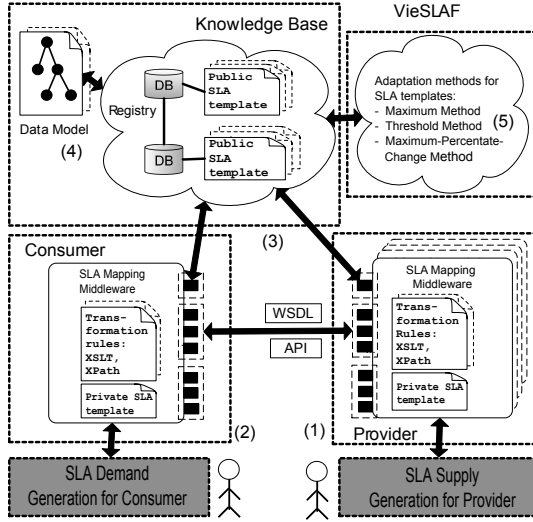 Knowledge Base
VieSLAF
DB
Registry
DB
Public
SLA
template
Public
SLA
template
Data Model
(4)
Adaptation methods for
SLA templates:
- Maximum Method
- Threshold Method
- Maximum-Percentage-
Change Method
(5)
(3)
Consumer
SLA Mapping
Middleware
Trans-
formation
rules:
XSLT,
XPath
Private SLA
template
WSDL
API
SLA Mapping
Middleware
Trans-
formation
Rules:
XSLT,
XPath
Private SLA
template
(2)
(1)
Provider
SLA Demand
Generation for Consumer
SLA Supply
Generation for Provider